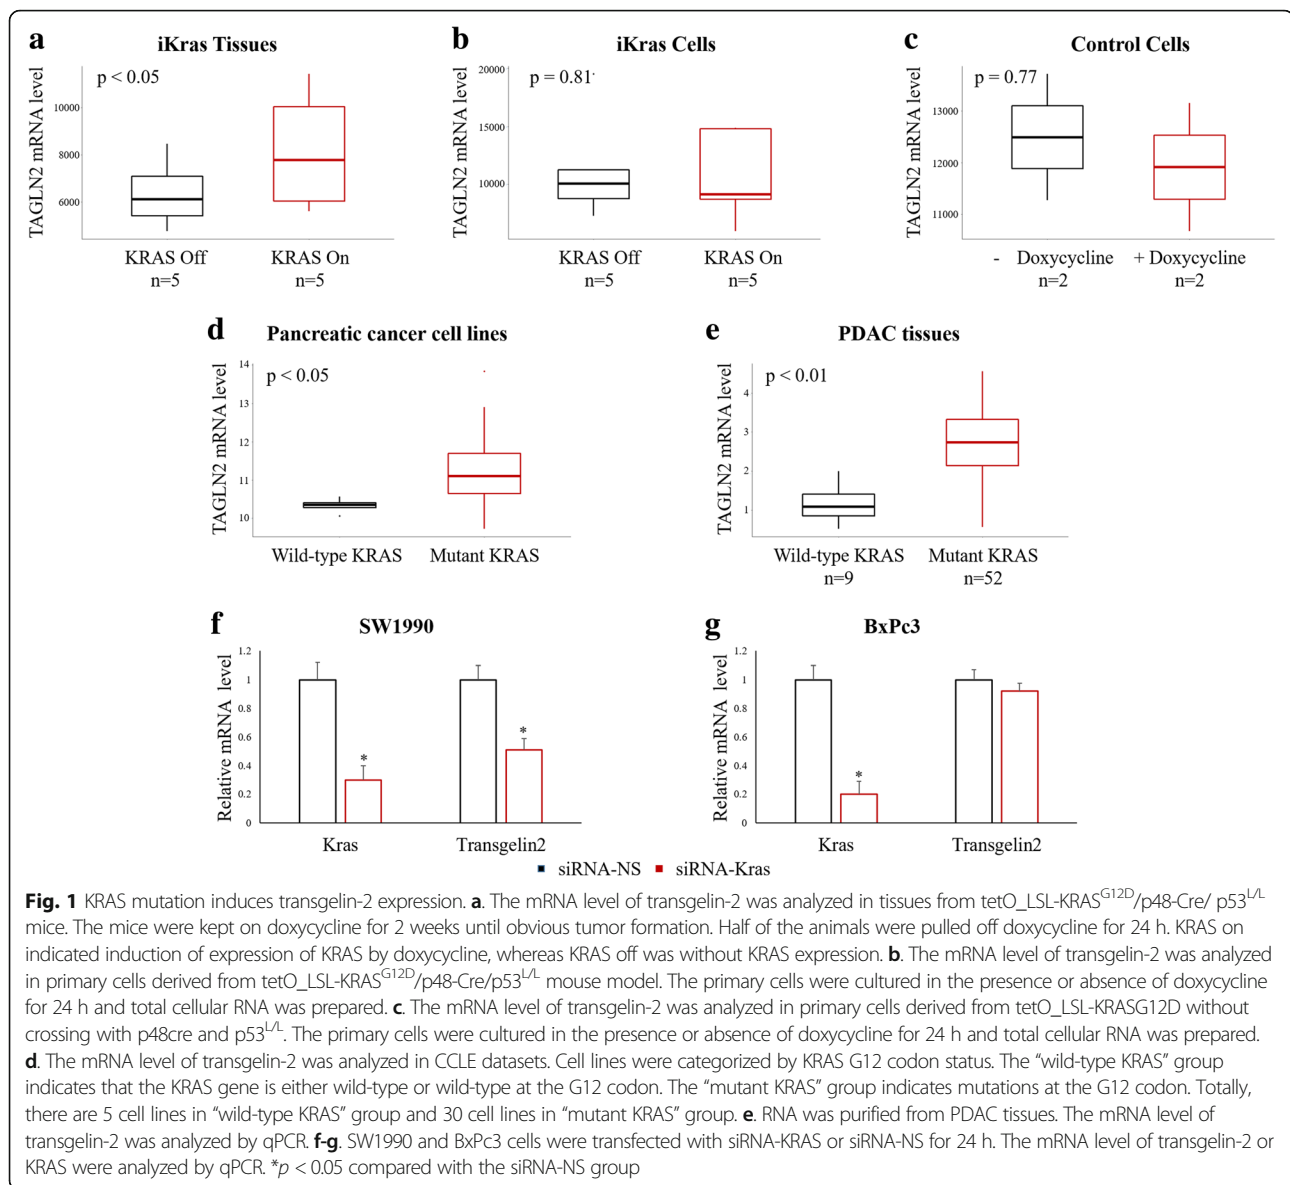 a
iKras Tissues
p < 0.05
TAGLN2 mRNA level
10000
8000
6000
KRAS Off
KRAS On
n=5
n=5
b
iKras Cells
p = 0.81
TAGLN2 mRNA level
20000
15000
10000
KRAS Off
KRAS On
n=5
n=5
c
Control Cells
p = 0.77
TAGLN2 mRNA level
13000
12000
11000
- Doxycycline
+ Doxycycline
n=2
n=2
d
Pancreatic cancer cell lines
p < 0.05
TAGLN2 mRNA level
14
13
12
11
10
Wild-type KRAS
Mutant KRAS
e
PDAC tissues
p < 0.01
TAGLN2 mRNA level
4
3
2
1
Wild-type KRAS
Mutant KRAS
n=9
n=52
f
SW1990
Relative mRNA level
1.2
1
0.8
0.6
0.4
0.2
0
*
*
Kras
Transgelin2
g
BxPc3
Relative mRNA level
1.2
1
0.8
0.6
0.4
0.2
0
*
Kras
Transgelin2
siRNA-NS siRNA-Kras
Fig. 1 KRAS mutation induces transgelin-2 expression. a. The mRNA level of transgelin-2 was analyzed in tissues from tetO_LSL-KRAS^G12D/p48-Cre/ p53^L/L
mice. The mice were kept on doxycycline for 2 weeks until obvious tumor formation. Half of the animals were pulled off doxycycline for 24 h. KRAS on
indicated induction of expression of KRAS by doxycycline, whereas KRAS off was without KRAS expression. b. The mRNA level of transgelin-2 was analyzed
in primary cells derived from tetO_LSL-KRAS^G12D/p48-Cre/p53^L/L mouse model. The primary cells were cultured in the presence or absence of doxycycline
for 24 h and total cellular RNA was prepared. c. The mRNA level of transgelin-2 was analyzed in primary cells derived from tetO_LSL-KRASG12D without
crossing with p48cre and p53^L/L. The primary cells were cultured in the presence or absence of doxycycline for 24 h and total cellular RNA was prepared.
d. The mRNA level of transgelin-2 was analyzed in CCLE datasets. Cell lines were categorized by KRAS G12 codon status. The “wild-type KRAS” group
indicates that the KRAS gene is either wild-type or wild-type at the G12 codon. The “mutant KRAS” group indicates mutations at the G12 codon. Totally,
there are 5 cell lines in “wild-type KRAS” group and 30 cell lines in “mutant KRAS” group. e. RNA was purified from PDAC tissues. The mRNA level of
transgelin-2 was analyzed by qPCR. f-g. SW1990 and BxPc3 cells were transfected with siRNA-KRAS or siRNA-NS for 24 h. The mRNA level of transgelin-2 or
KRAS were analyzed by qPCR. *p < 0.05 compared with the siRNA-NS group